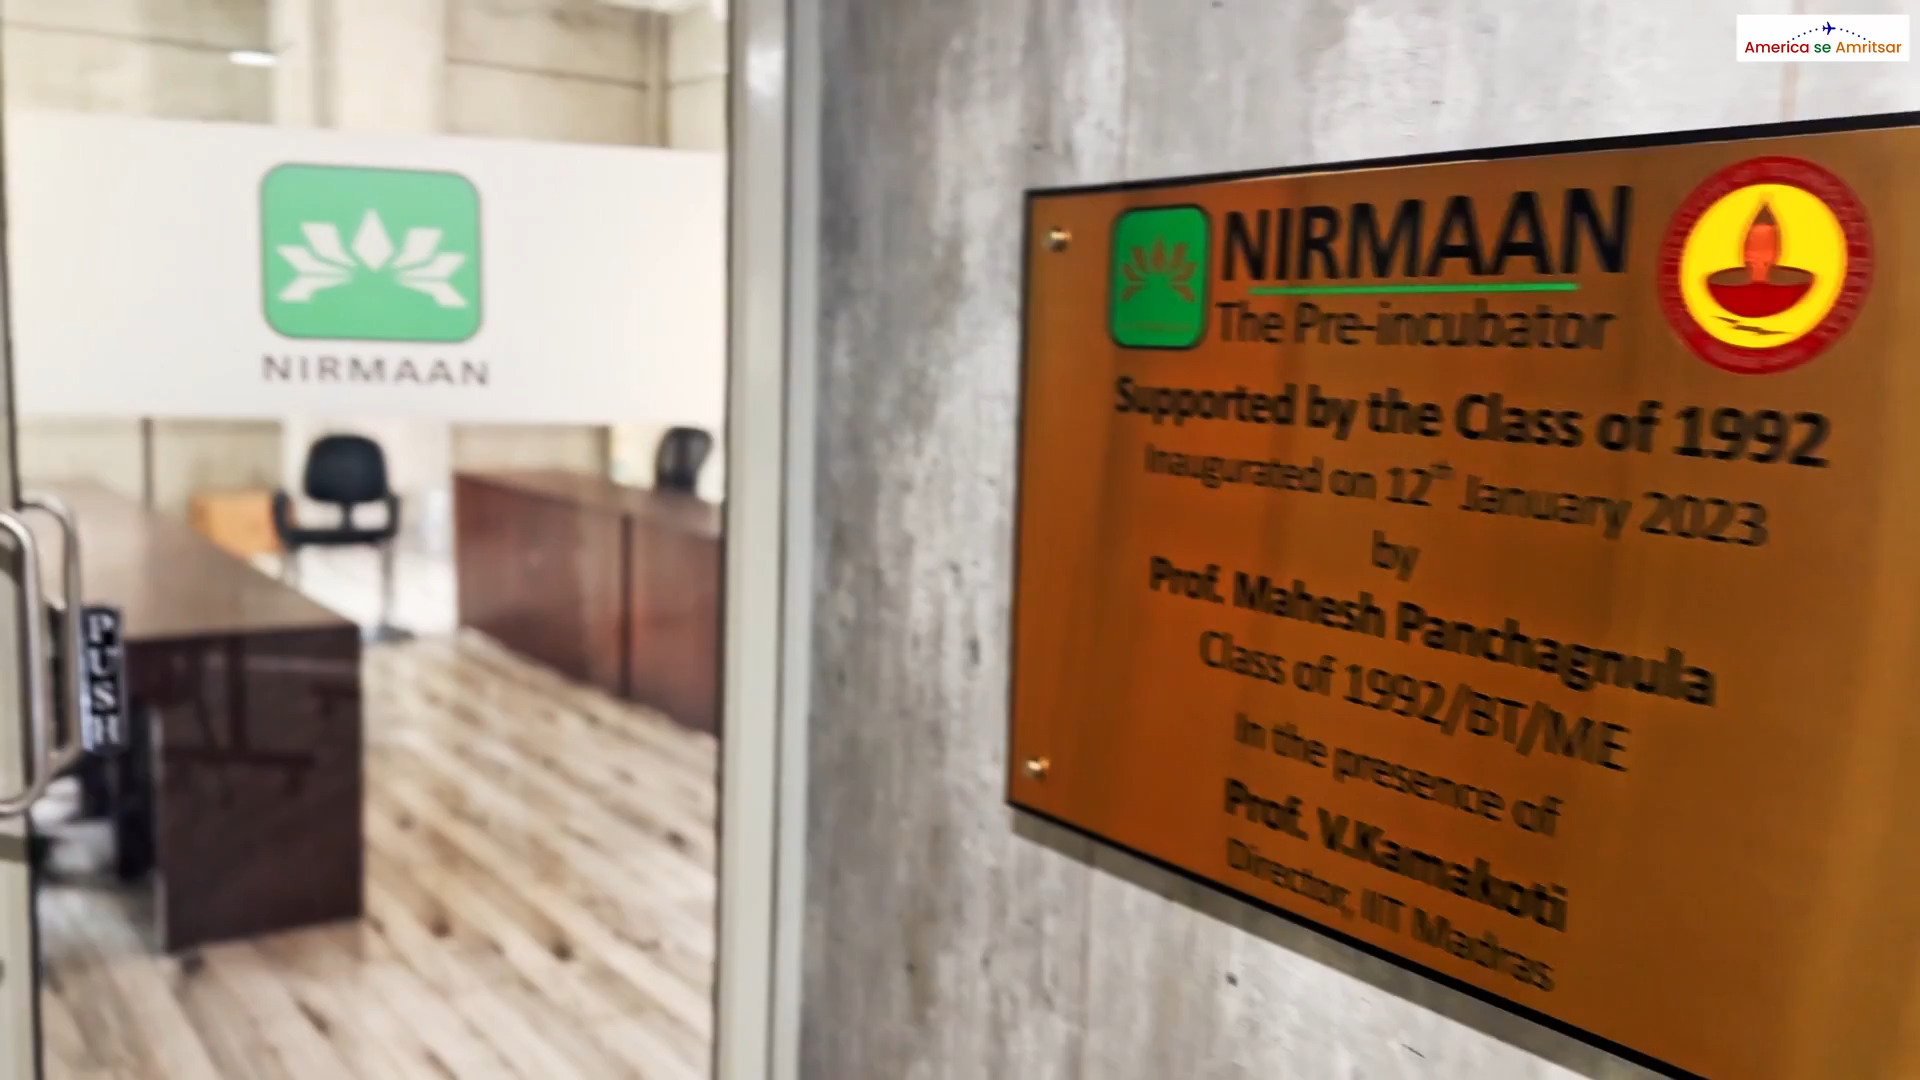 America se Amritsar
NIRMAAN
PUSH
NIRMAAN
The Pre-incubator
Supported by the Class of 1992
Inaugurated on 12th January 2023
by
Prof. Mahesh Panchagnula
Class of 1992/BT/ME
In the presence of
Prof. V.Kamakoti
Director, IIT Madras